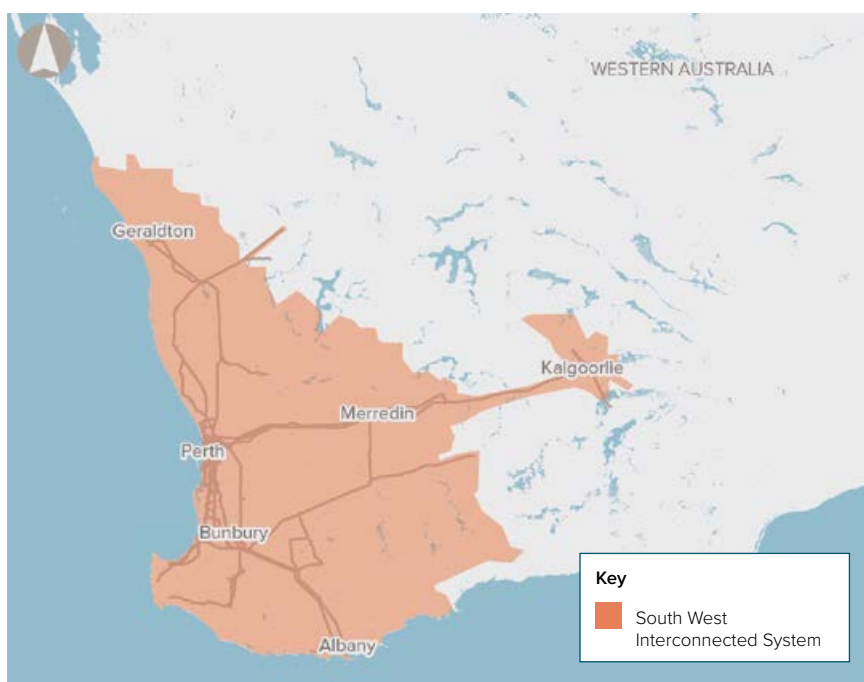 WESTERN AUSTRALIA
Geraldton
Kalgoorlie
Merredin
Perth
Bunbury
Albany
Key
South West
Interconnected System